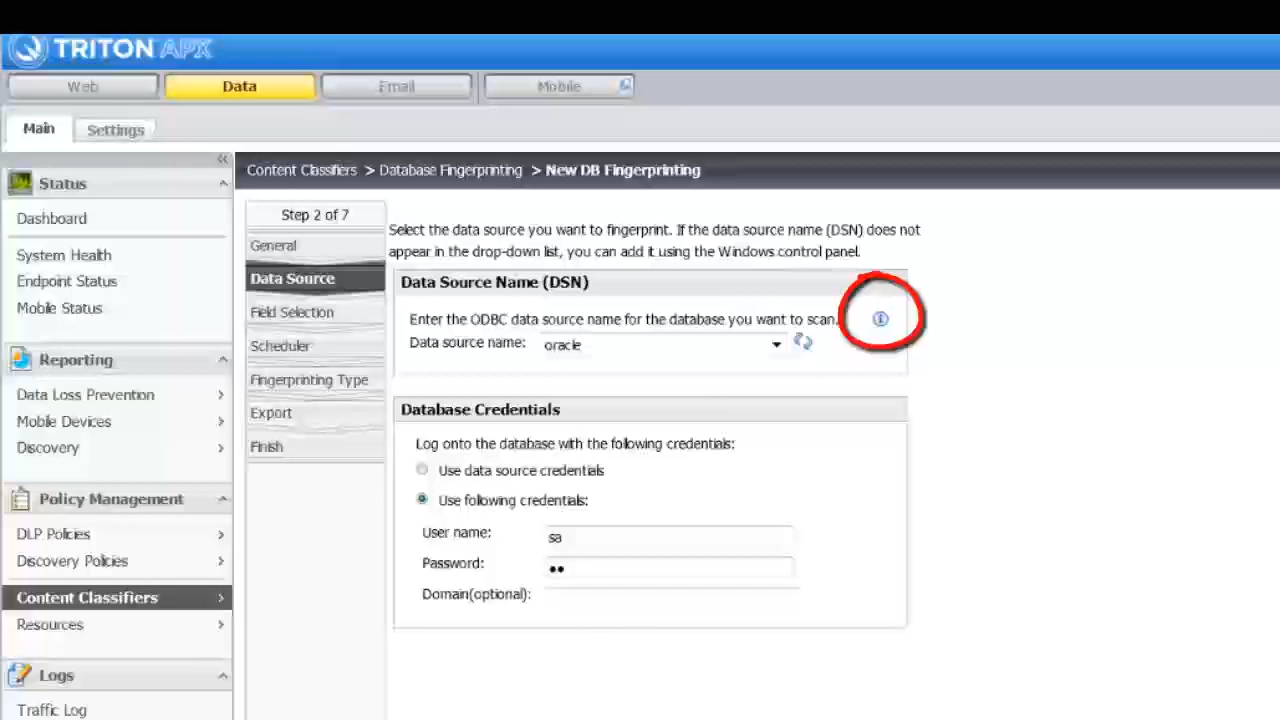 TRITON APX
Web
Data
Email
Mobile
Main
Settings
Status
Dashboard
System Health
Endpoint Status
Mobile Status
Reporting
Data Loss Prevention
Mobile Devices
Discovery
Policy Management
DLP Policies
Discovery Policies
Content Classifiers
Resources
Logs
Traffic Log
Content Classifiers > Database Fingerprinting > New DB Fingerprinting
Step 2 of 7
General
Data Source
Field Selection
Scheduler
Fingerprinting Type
Export
Finish
Select the data source you want to fingerprint. If the data source name (DSN) does not
appear in the drop-down list, you can add it using the Windows control panel.
Data Source Name (DSN)
Enter the ODBC data source name for the database you want to scan.
Data source name: oracle
Database Credentials
Log onto the database with the following credentials:
Use data source credentials
Use following credentials:
User name: sa
Password: ••
Domain(optional):